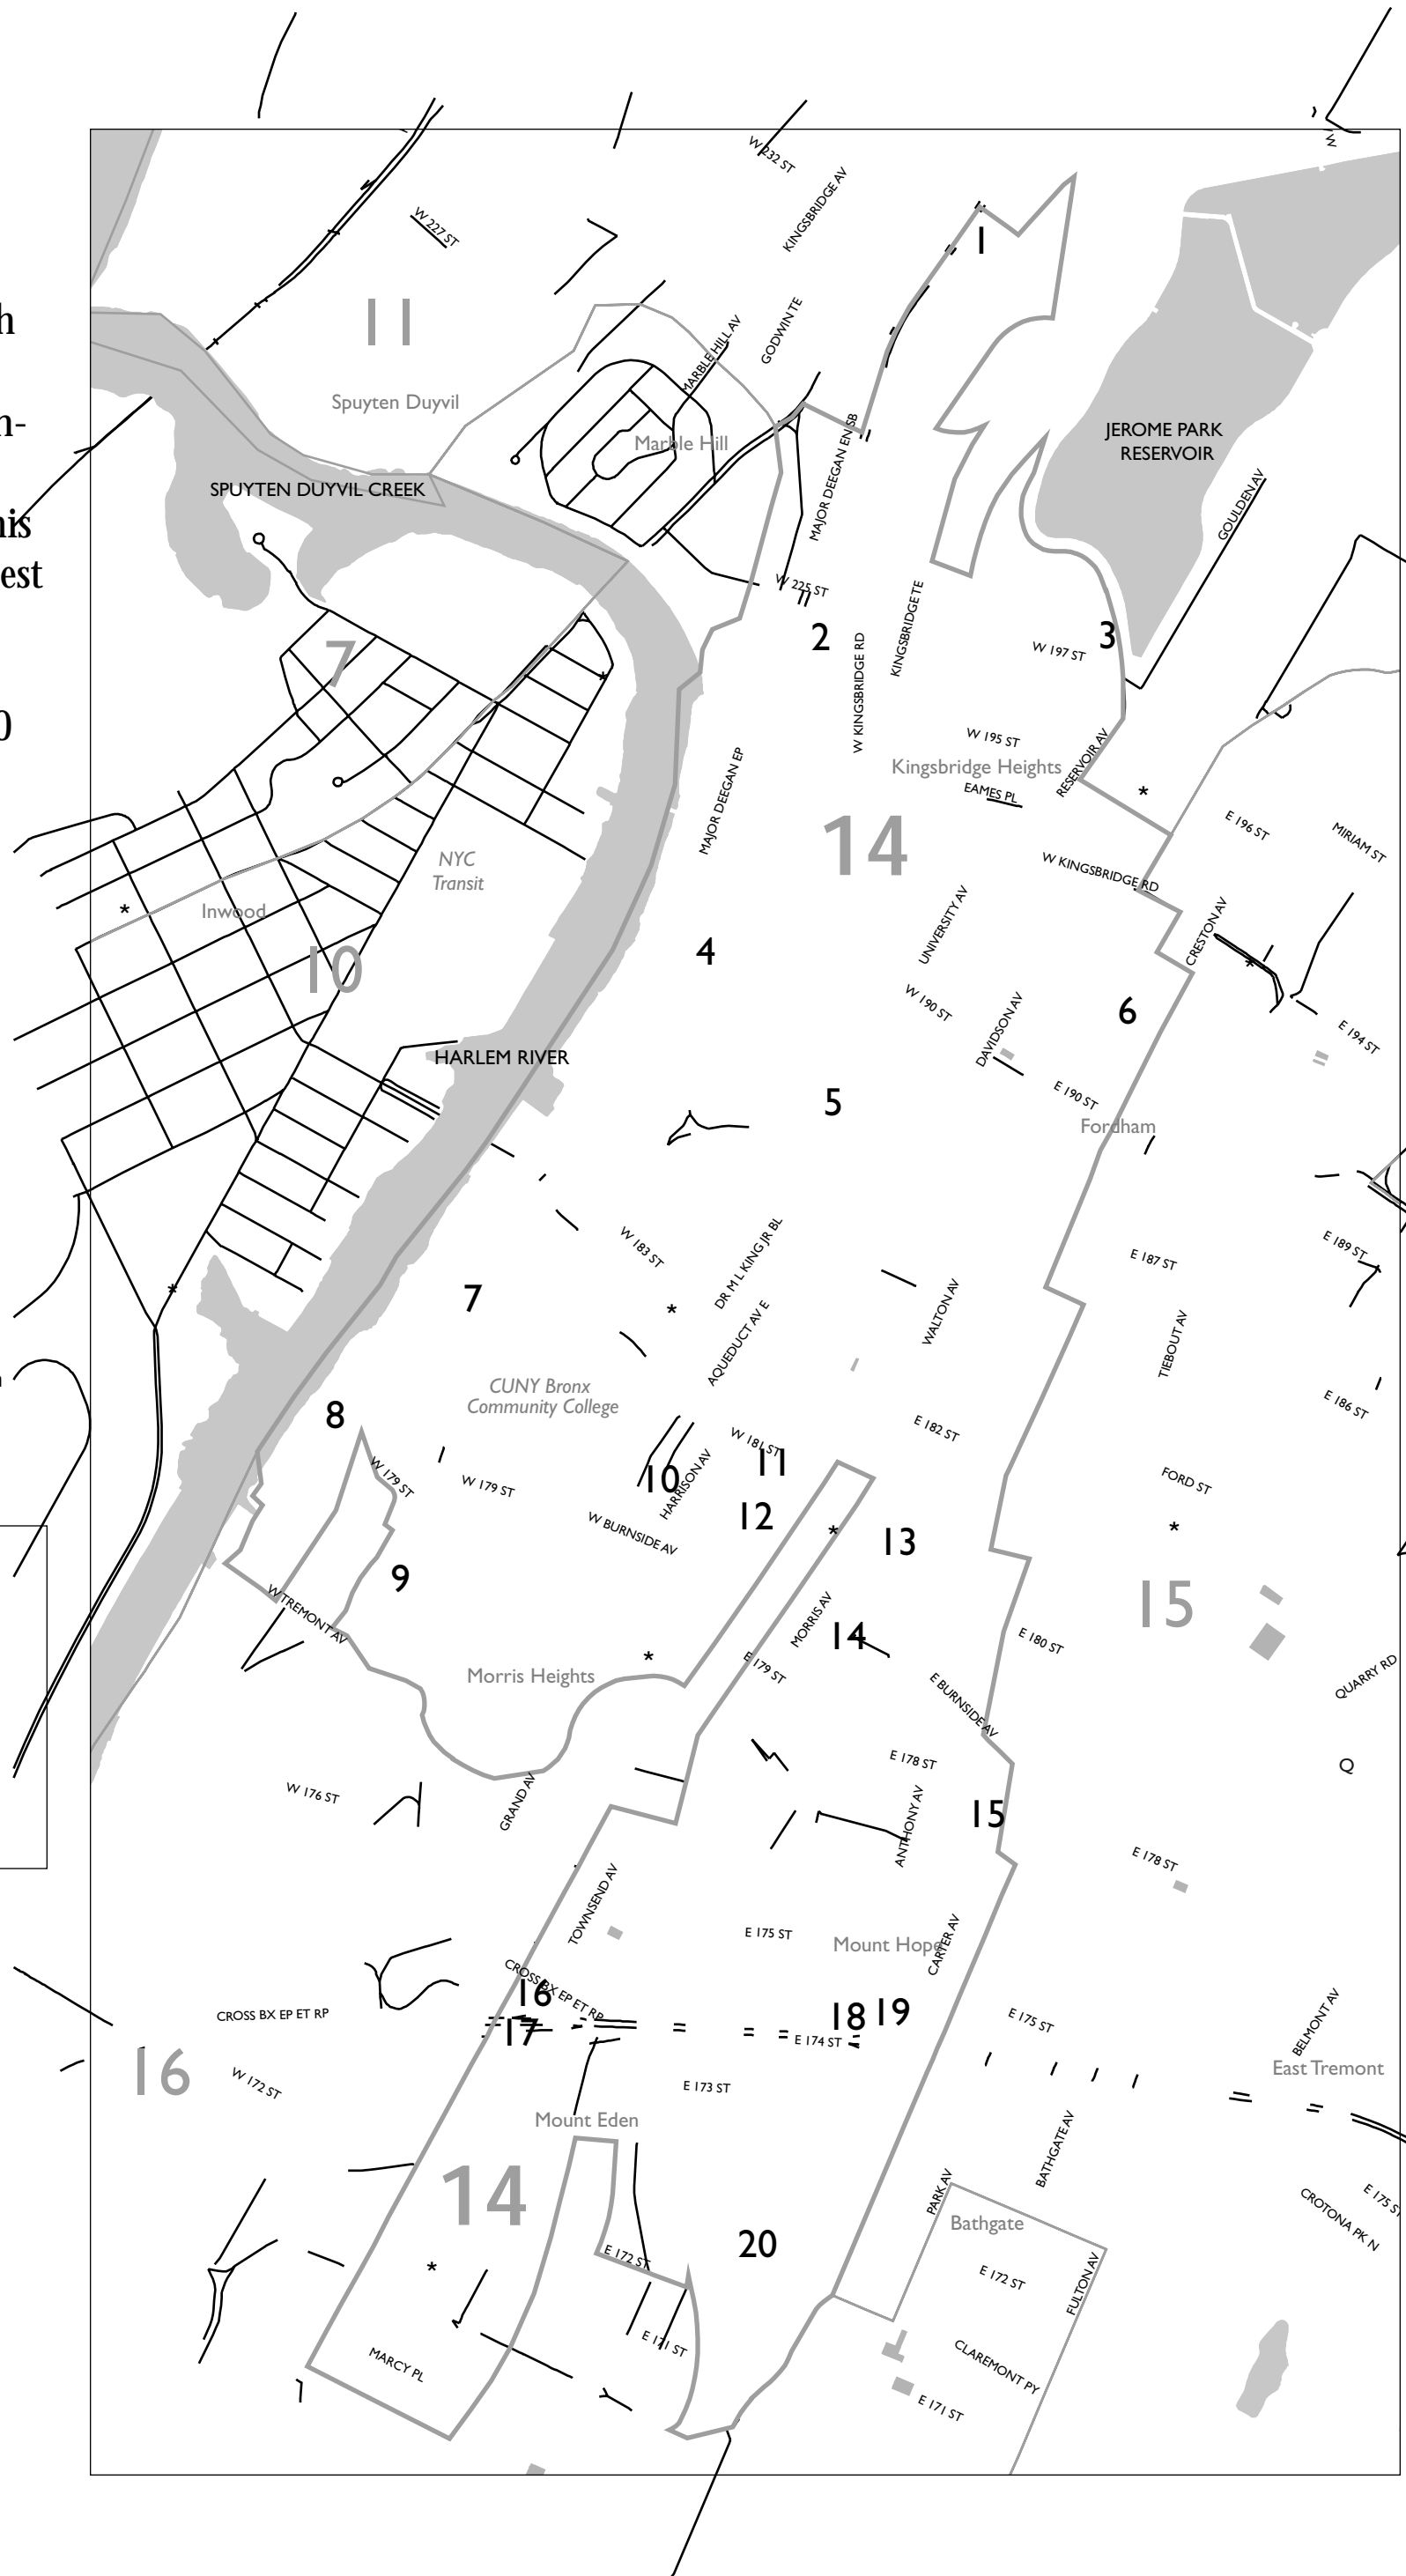 W 232 ST
W
KINGSBRIDGE AV
W 227 ST
1
h
11
GODWIN TE
MARBLE HILL AV
Spuyten Duyvil
n-
Marble Hill
MAJOR DEEGAN EN SB
JEROME PARK
RESERVOIR
SPUYTEN DUYVIL CREEK
GOULDEN AV
his
est
W 225 ST
KINGSBRIDGE TE
2
3
7
W KINGSBRIDGE RD
W 197 ST
0
W 195 ST
RESERVOIR AV
Kingsbridge Heights
MAJOR DEEGAN EP
EAMES PL
*
E 196 ST
MIRIAM ST
14
NYC
Transit
W KINGSBRIDGE RD
*
Inwood
UNIVERSITY AV
CRESTON AV
4
10
*
W 190 ST
6
DAVIDSON AV
E 194 ST
HARLEM RIVER
5
E 190 ST
Fordham
W 183 ST
DR M L KING JR BL
E 187 ST
E 189 ST
7
*
*
WALTON AV
AQUEDUCT AV E
TIEBOUT AV
CUNY Bronx
Community College
8
E 186 ST
E 182 ST
W 181 ST
11
W 179 ST
W 179 ST
10
HARRISON AV
FORD ST
12
W BURNSIDE AV
*
13
*
9
W TREMONT AV
MORRIS AV
15
14
E 180 ST
*
Morris Heights
E 179 ST
QUARRY RD
E BURNSIDE AV
E 178 ST
Q
W 176 ST
GRAND AV
15
ANTHONY AV
E 178 ST
TOWNSEND AV
E 175 ST
Mount Hope
CARTER AV
CROSS BX EP ET RP
16
CROSS BX EP ET RP
18
19
E 175 ST
BELMONT AV
17
E 174 ST
16
W 172 ST
E 173 ST
East Tremont
Mount Eden
BATHGATE AV
14
PARK AV
E 175 ST
CROTONA PK N
Bathgate
20
*
E 172 ST
E 172 ST
FULTON AV
E 171 ST
MARCY PL
CLAREMONT PY
E 171 ST